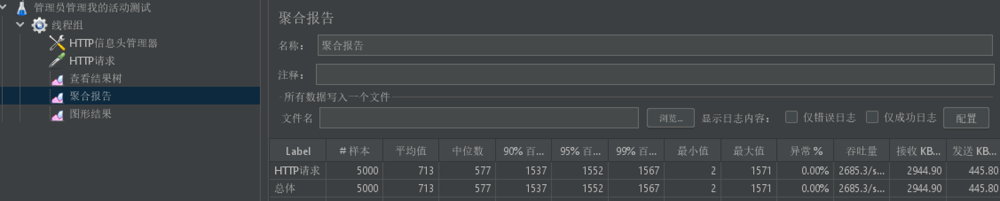 管理员管理我的活动测试
线程组
HTTP信息头管理器
HTTP请求
查看结果树
聚合报告
图形结果
聚合报告
名称： 聚合报告
注释：
所有数据写入一个文件
文件名 浏览... 显示日志内容： 仅错误日志 仅成功日志 配置
Label # 样本 平均值 中位数 90% 百... 95% 百... 99% 百... 最小值 最大值 异常 % 吞吐量 接收 KB... 发送 KB...
HTTP请求 5000 713 577 1537 1552 1567 2 1571 0.00% 2685.3/s... 2944.90 445.80
总体 5000 713 577 1537 1552 1567 2 1571 0.00% 2685.3/s... 2944.90 445.80